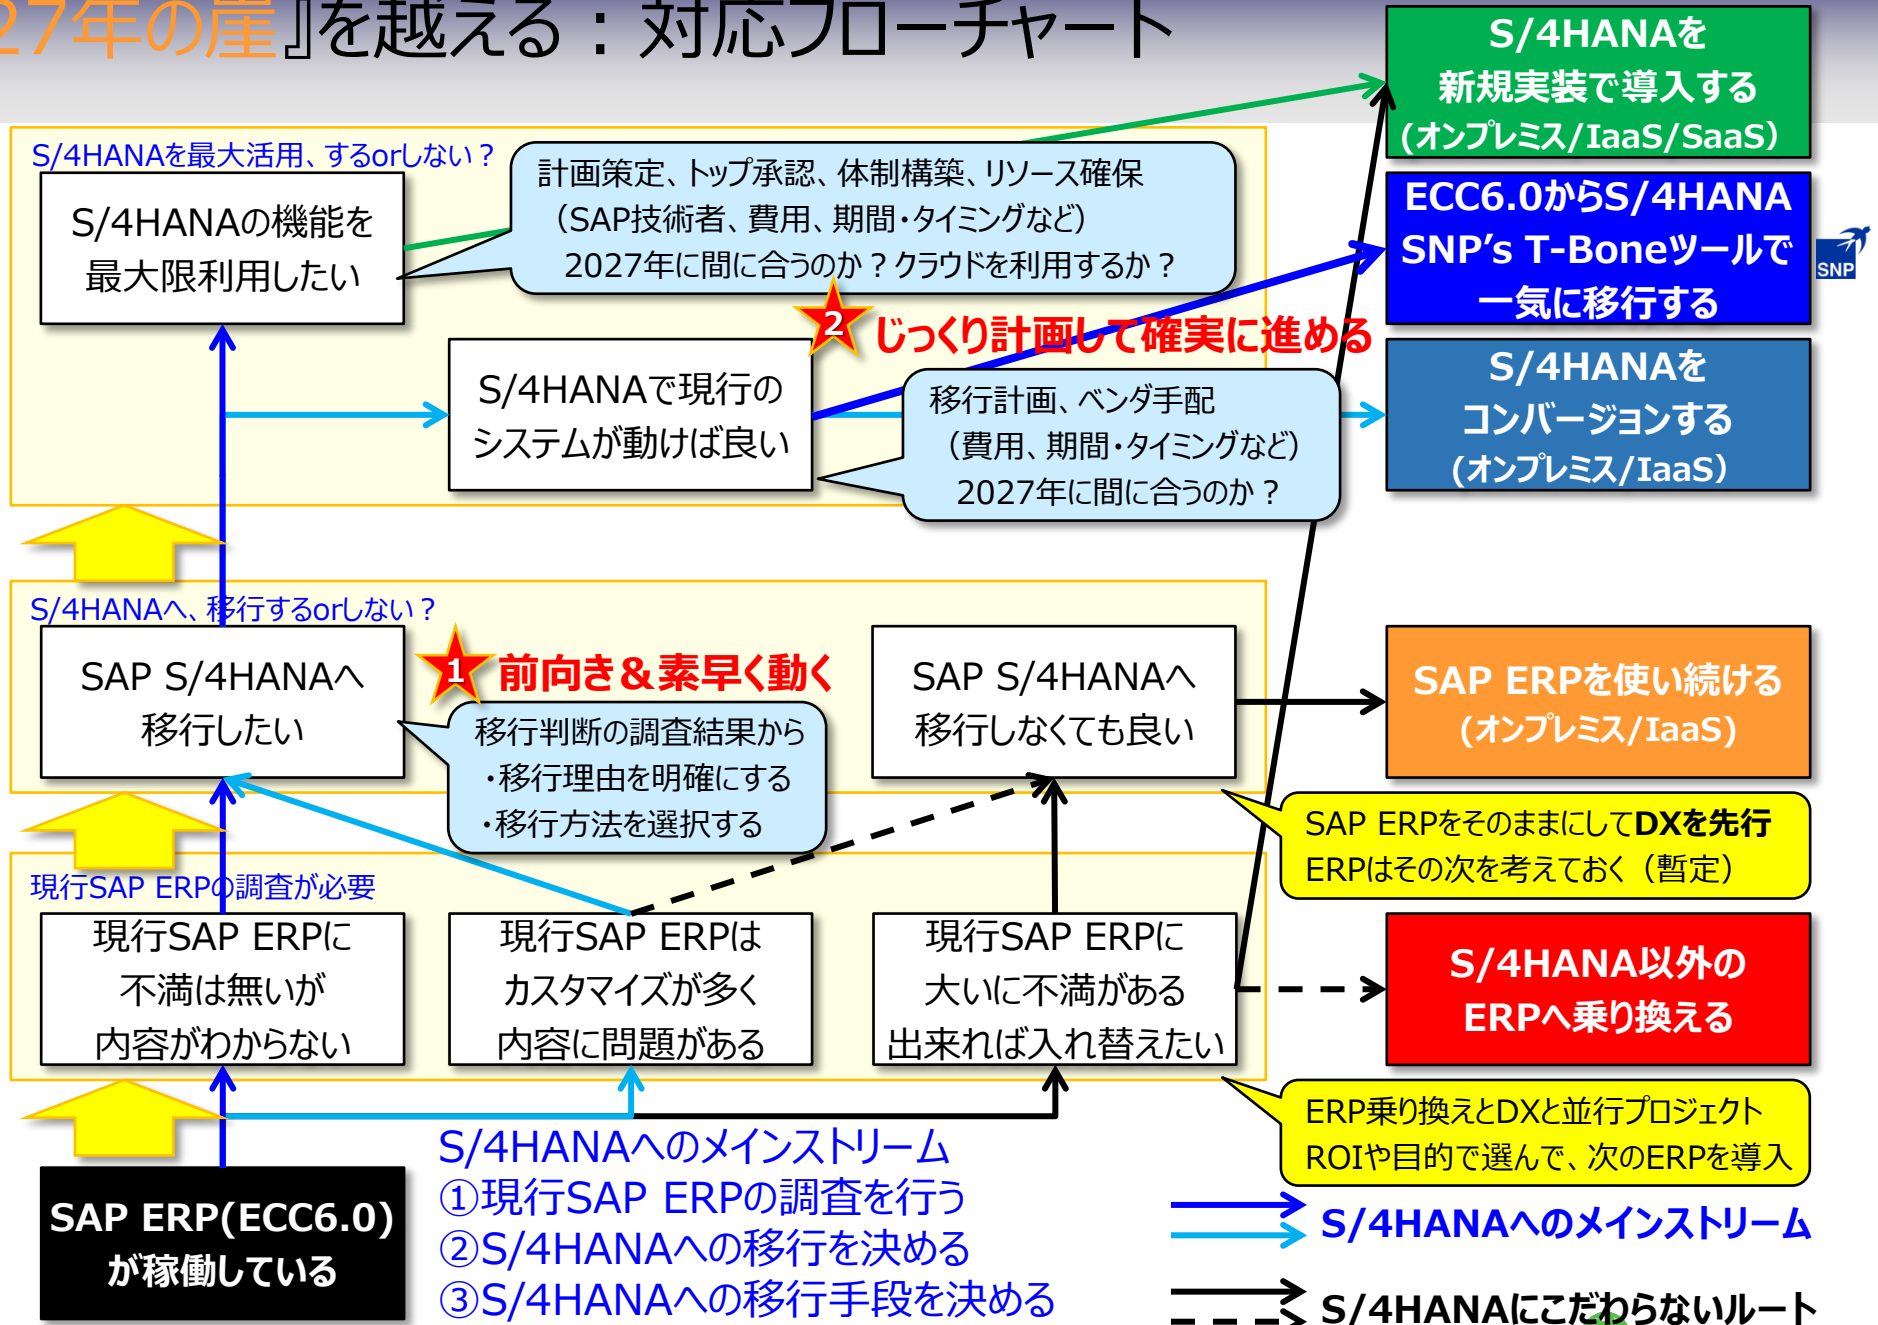 27年の崖』を越える：対応フローチャート
S/4HANAを
新規実装で導入する
(オンプレミス/IaaS/SaaS）
S/4HANAを最大活用、するorしない？
S/4HANAの機能を
最大限利用したい
計画策定、トップ承認、体制構築、リソース確保
（SAP技術者、費用、期間・タイミングなど）
2027年に間に合うのか？クラウドを利用するか？
ECC6.0からS/4HANA
SNP’s T-Boneツールで
一気に移行する
SNP
2
じっくり計画して確実に進める
S/4HANAで現行の
システムが動けば良い
移行計画、ベンダ手配
（費用、期間・タイミングなど）
2027年に間に合うのか？
S/4HANAを
コンバージョンする
(オンプレミス/IaaS）
S/4HANAへ、移行するorしない？
SAP S/4HANAへ
移行したい
1
前向き＆素早く動く
移行判断の調査結果から
・移行理由を明確にする
・移行方法を選択する
SAP S/4HANAへ
移行しなくても良い
SAP ERPを使い続ける
(オンプレミス/IaaS)
SAP ERPをそのままにしてDXを先行
ERPはその次を考えておく（暫定）
現行SAP ERPの調査が必要
現行SAP ERPに
不満は無いが
内容がわからない
現行SAP ERPは
カスタマイズが多く
内容に問題がある
現行SAP ERPに
大いに不満がある
出来れば入れ替えたい
S/4HANA以外の
ERPへ乗り換える
ERP乗り換えとDXと並行プロジェクト
ROIや目的で選んで、次のERPを導入
SAP ERP(ECC6.0)
が稼働している
S/4HANAへのメインストリーム
①現行SAP ERPの調査を行う
②S/4HANAへの移行を決める
③S/4HANAへの移行手段を決める
S/4HANAへのメインストリーム
S/4HANAにこだわらないルート